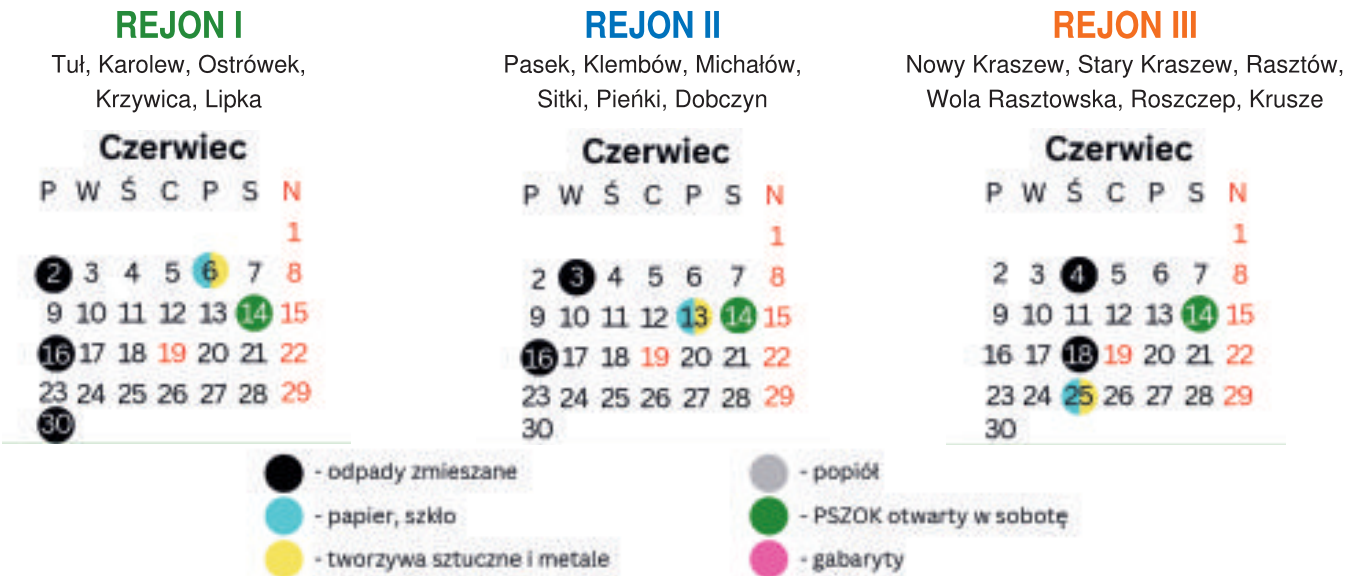 REJON I
Tuł, Karolew, Ostrówek,
Krzywica, Lipka
Czerwiec
P W Ś C P S N
1
2 3 4 5 6 7 8
9 10 11 12 13 14 15
16 17 18 19 20 21 22
23 24 25 26 27 28 29
30
REJON II
Pasek, Klembów, Michałów,
Sitki, Pieńki, Dobczyn
Czerwiec
P W Ś C P S N
1
2 3 4 5 6 7 8
9 10 11 12 13 14 15
16 17 18 19 20 21 22
23 24 25 26 27 28 29
30
REJON III
Nowy Kraszew, Stary Kraszew, Rasztów,
Wola Rasztowska, Roszczep, Krusze
Czerwiec
P W Ś C P S N
1
2 3 4 5 6 7 8
9 10 11 12 13 14 15
16 17 18 19 20 21 22
23 24 25 26 27 28 29
30
- odpady zmieszane
- papier, szkło
- tworzywa sztuczne i metale
- popiół
- PSZOK otwarty w sobotę
- gabaryty